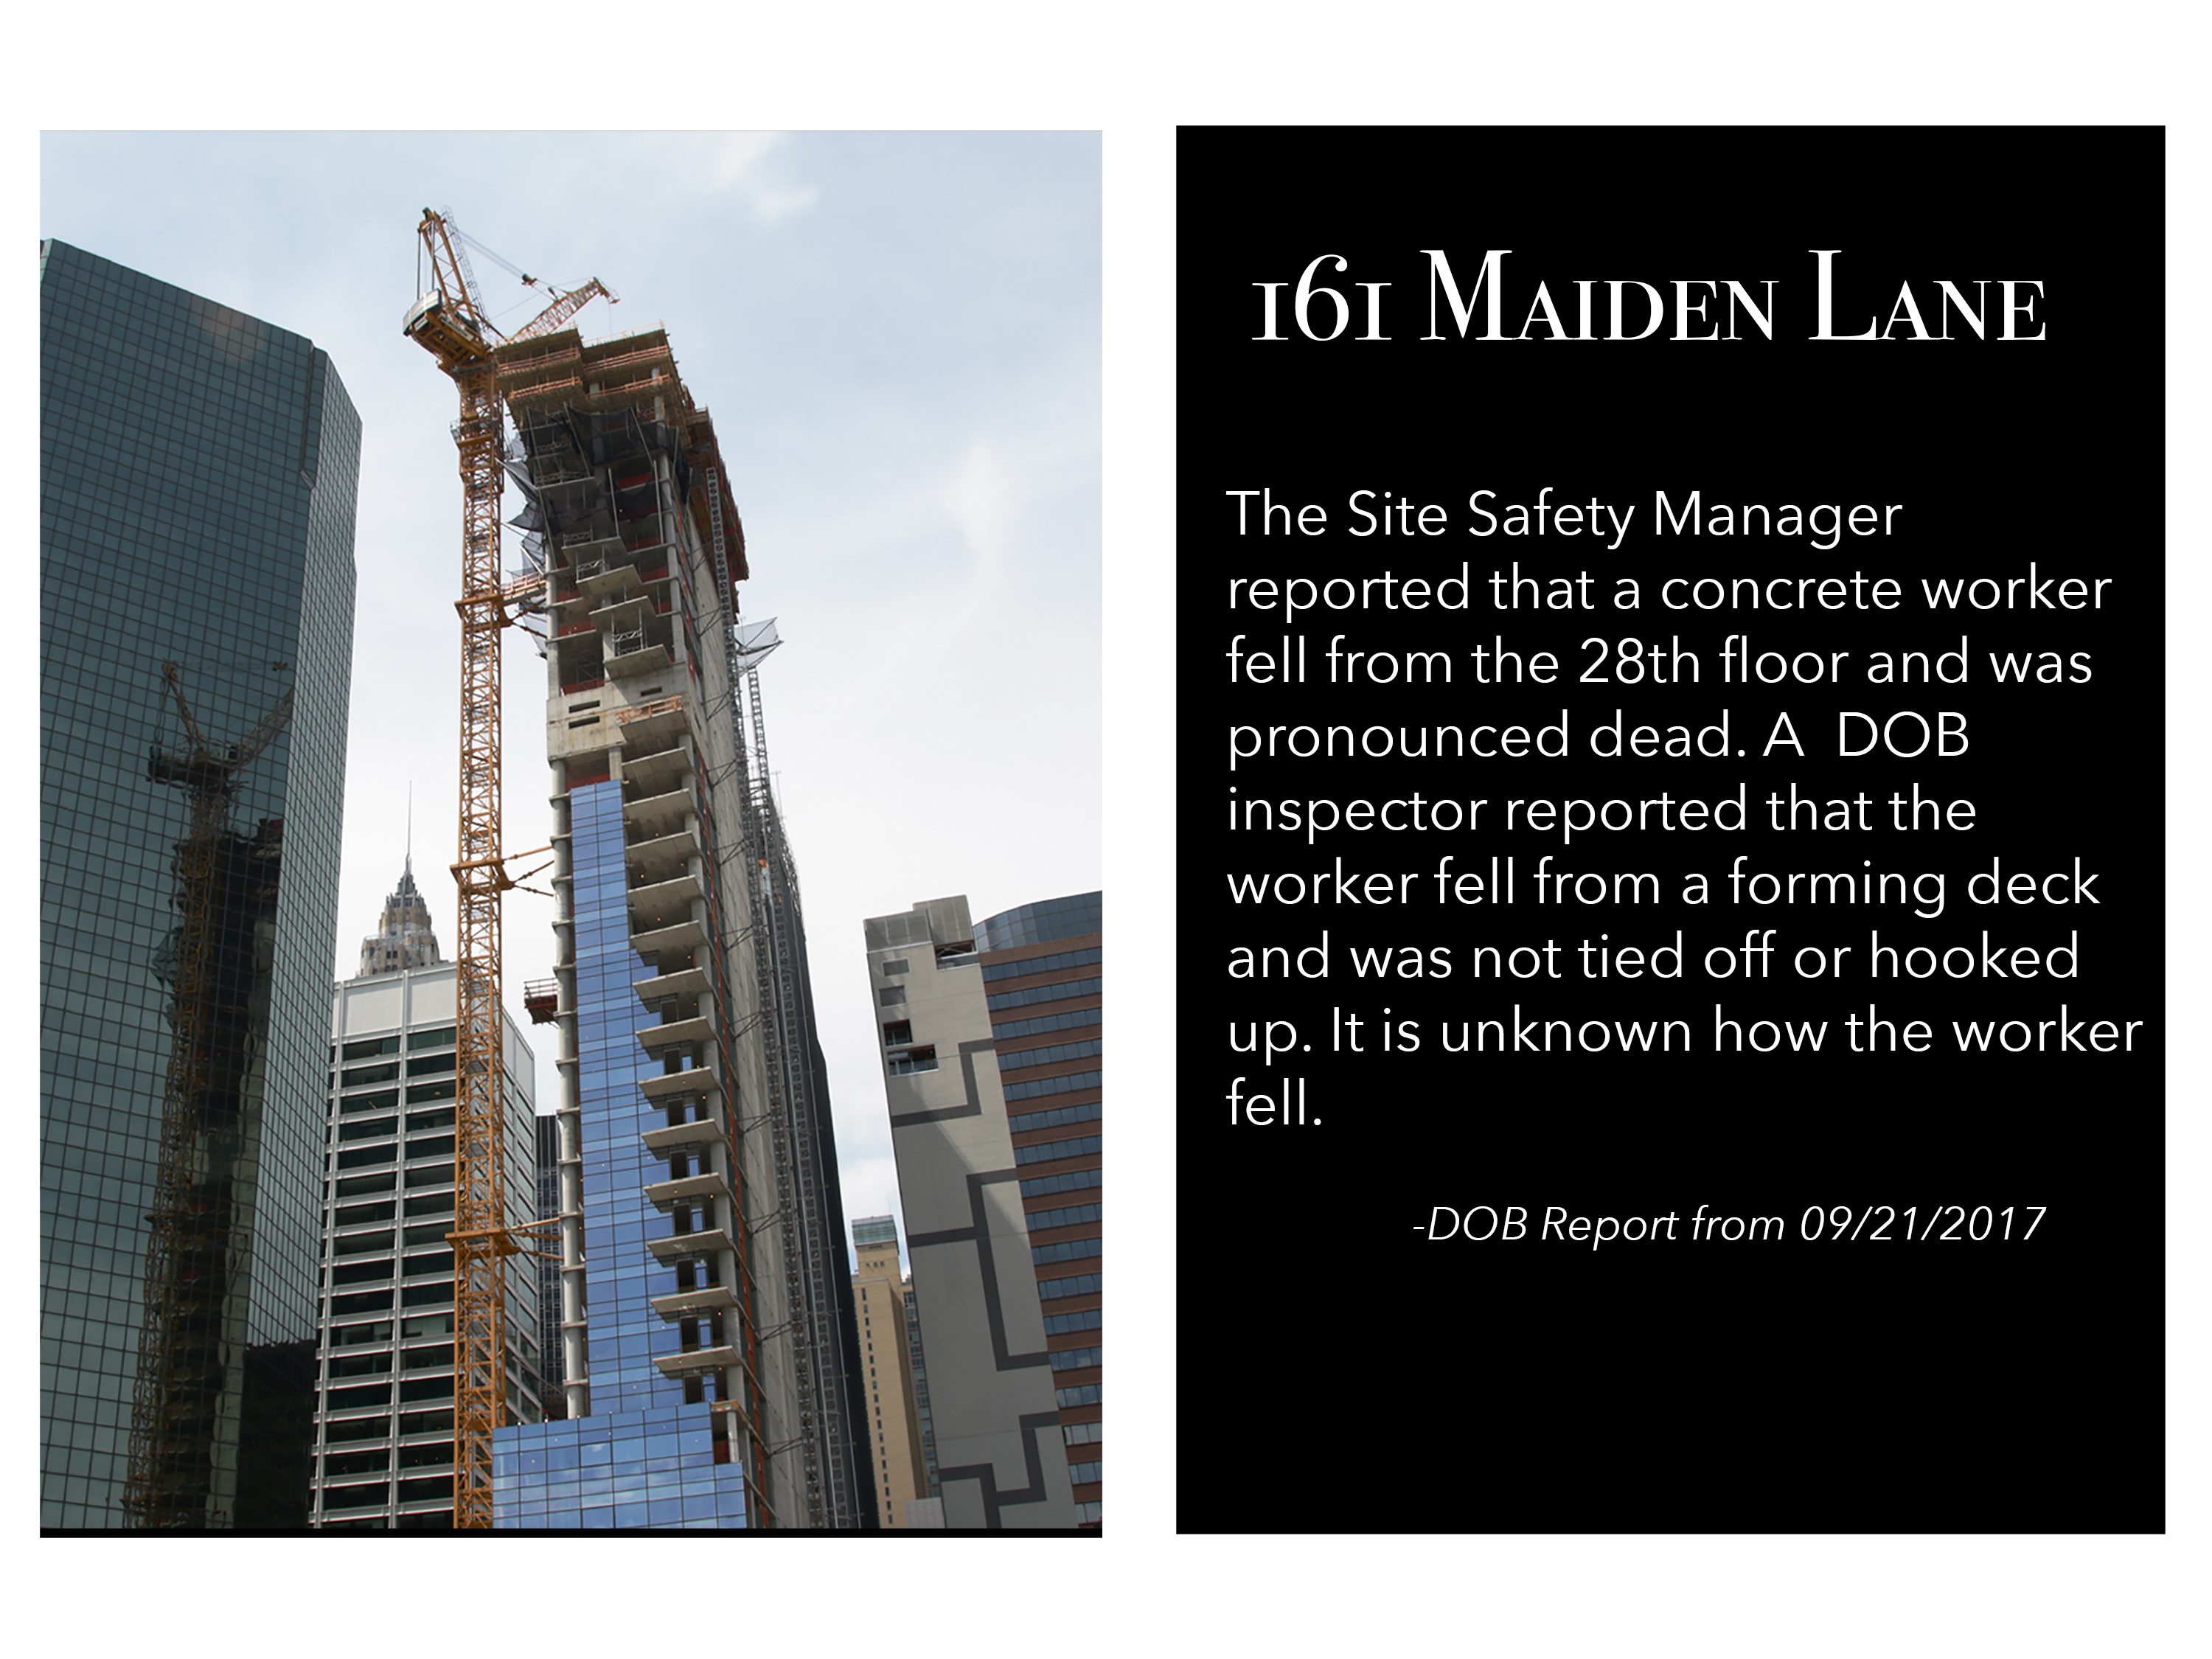 161 Maiden Lane
The Site Safety Manager
reported that a concrete worker
fell from the 28th floor and was
pronounced dead. A  DOB
inspector reported that the
worker fell from a forming deck
and was not tied off or hooked
up. It is unknown how the worker
fell.
-DOB Report from 09/21/2017